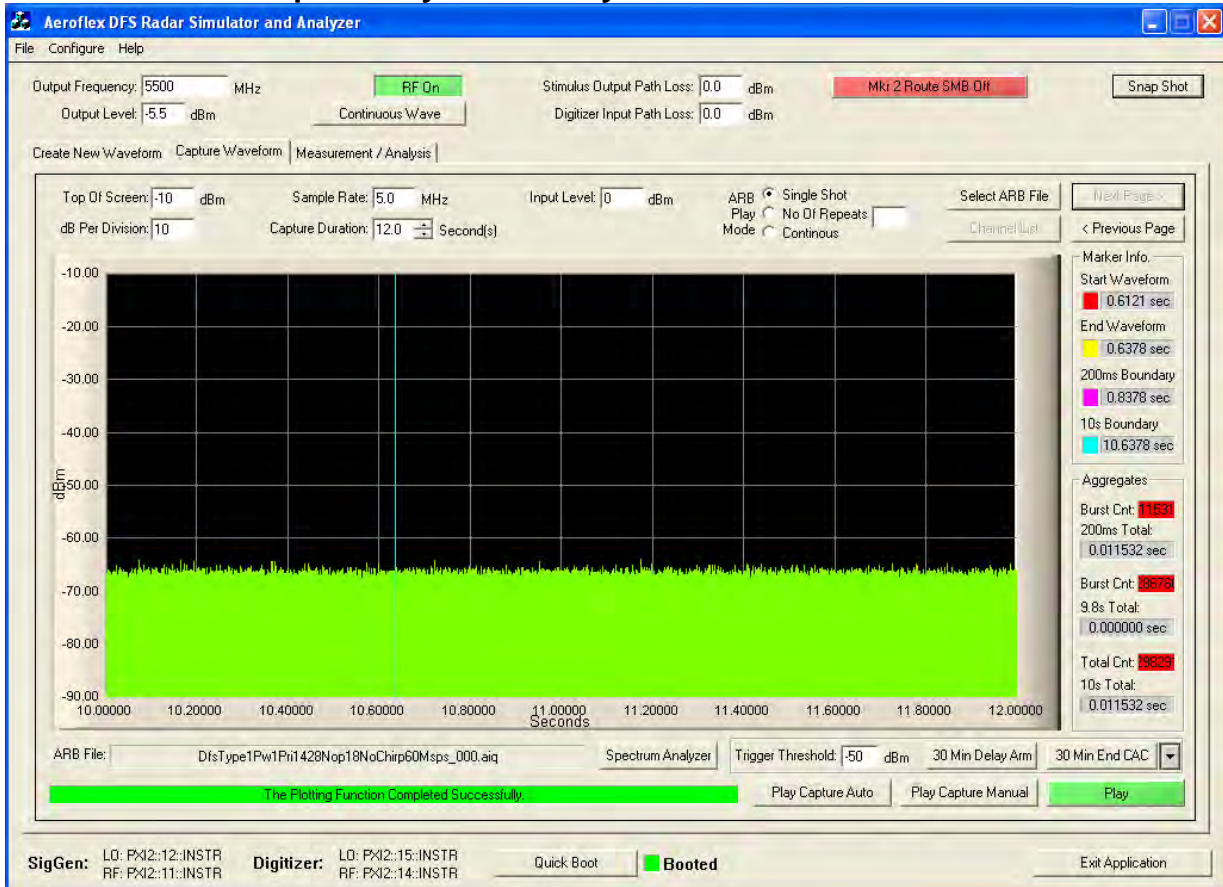 Aeroflex DFS Radar Simulator and Analyzer
File Configure Help
Output Frequency: 5500 MHz
RF On
Stimulus Output Path Loss: 0.0 dBm
Mkr 2 Route SMB Off
Snap Shot
Output Level: -5.5 dBm
Continuous Wave
Digitizer Input Path Loss: 0.0 dBm
Create New Waveform Capture Waveform Measurement / Analysis
Top Of Screen: -10 dBm
Sample Rate: 5.0 MHz
Input Level: 0 dBm
ARB Play Mode
Single Shot
No Of Repeats
Continous
Select ARB File
Next Page >
dB Per Division: 10
Capture Duration: 12.0 Second(s)
Channel List
< Previous Page
-10.00
-20.00
-30.00
-40.00
-50.00
-60.00
-70.00
-80.00
-90.00
dBm
10.00000 10.20000 10.40000 10.60000 10.80000 11.00000 11.20000 11.40000 11.60000 11.80000 12.00000
Seconds
Marker Info.
Start Waveform
0.6121 sec
End Waveform
0.6378 sec
200ms Boundary
0.8378 sec
10s Boundary
10.6378 sec
Aggregates
Burst Cnt: 11531
200ms Total:
0.011532 sec
Burst Cnt:
9.8s Total:
0.000000 sec
Total Cnt:
10s Total:
0.011532 sec
ARB File: DfsType1Pw1Pri1428Nop18NoChirp60Msps_000.aiq
Spectrum Analyzer
Trigger Threshold: -50 dBm
30 Min Delay Arm
30 Min End CAC
The Plotting Function Completed Successfully.
Play Capture Auto
Play Capture Manual
Play
SigGen: LO: PXI2::12::INSTR
RF: PXI2::11::INSTR
Digitizer: LO: PXI2::15::INSTR
RF: PXI2::14::INSTR
Quick Boot
Booted
Exit Application